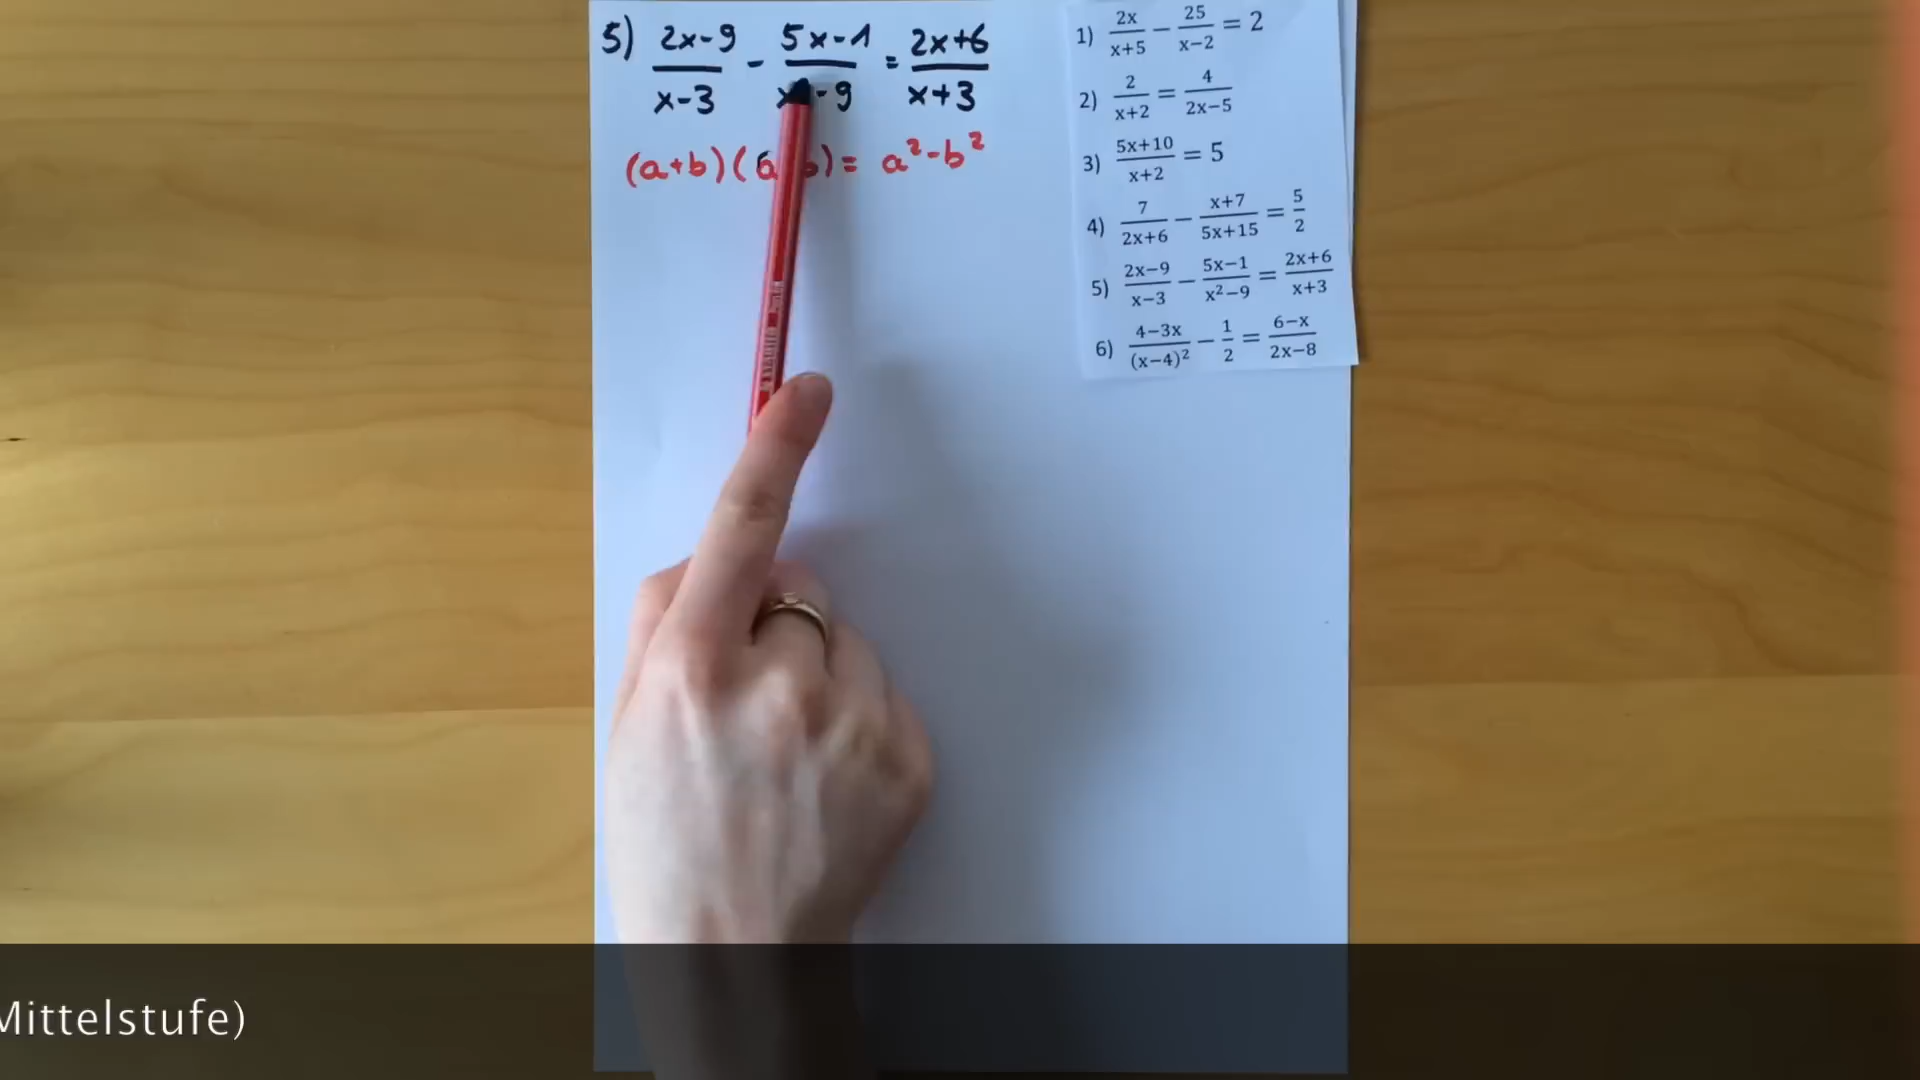 5) 2x-9/x-3 - 5x-1/x²-9 = 2x+6/x+3
(a+b)(a-b) = a²-b²
1) 2x/x+5 − 25/x−2 = 2
2) 2/x+2 = 4/2x−5
3) 5x+10/x+2 = 5
4) 7/2x+6 − x+7/5x+15 = 5/2
5) 2x−9/x−3 − 5x−1/x²−9 = 2x+6/x+3
6) 4−3x/(x−4)² − 1/2 = 6−x/2x−8
Mittelstufe)